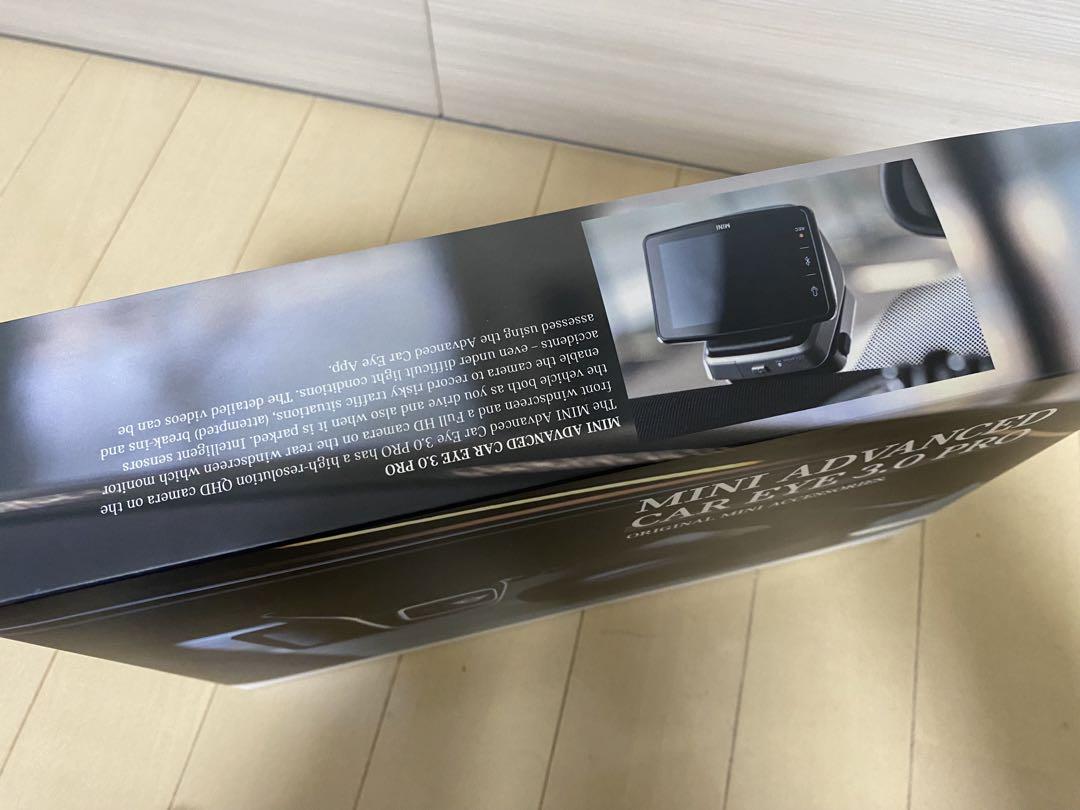 MINI ADVANCED CAR EYE 3.0 PRO
The MINI Advanced Car Eye 3.0 PRO has a high-resolution QHD camera on the
front windscreen and a Full HD camera on the rear windscreen which monitor
the vehicle both as you drive and also when it is parked. Intelligent sensors
enable the camera to record risky traffic situations, (attempted) break-ins and
accidents – even under difficult light conditions. The detailed videos can be
assessed using the Advanced Car Eye App.
MINI
REC
MINI ADVANCED
CAR EYE 3.0 PRO
ORIGINAL MINI ACCESSORIES